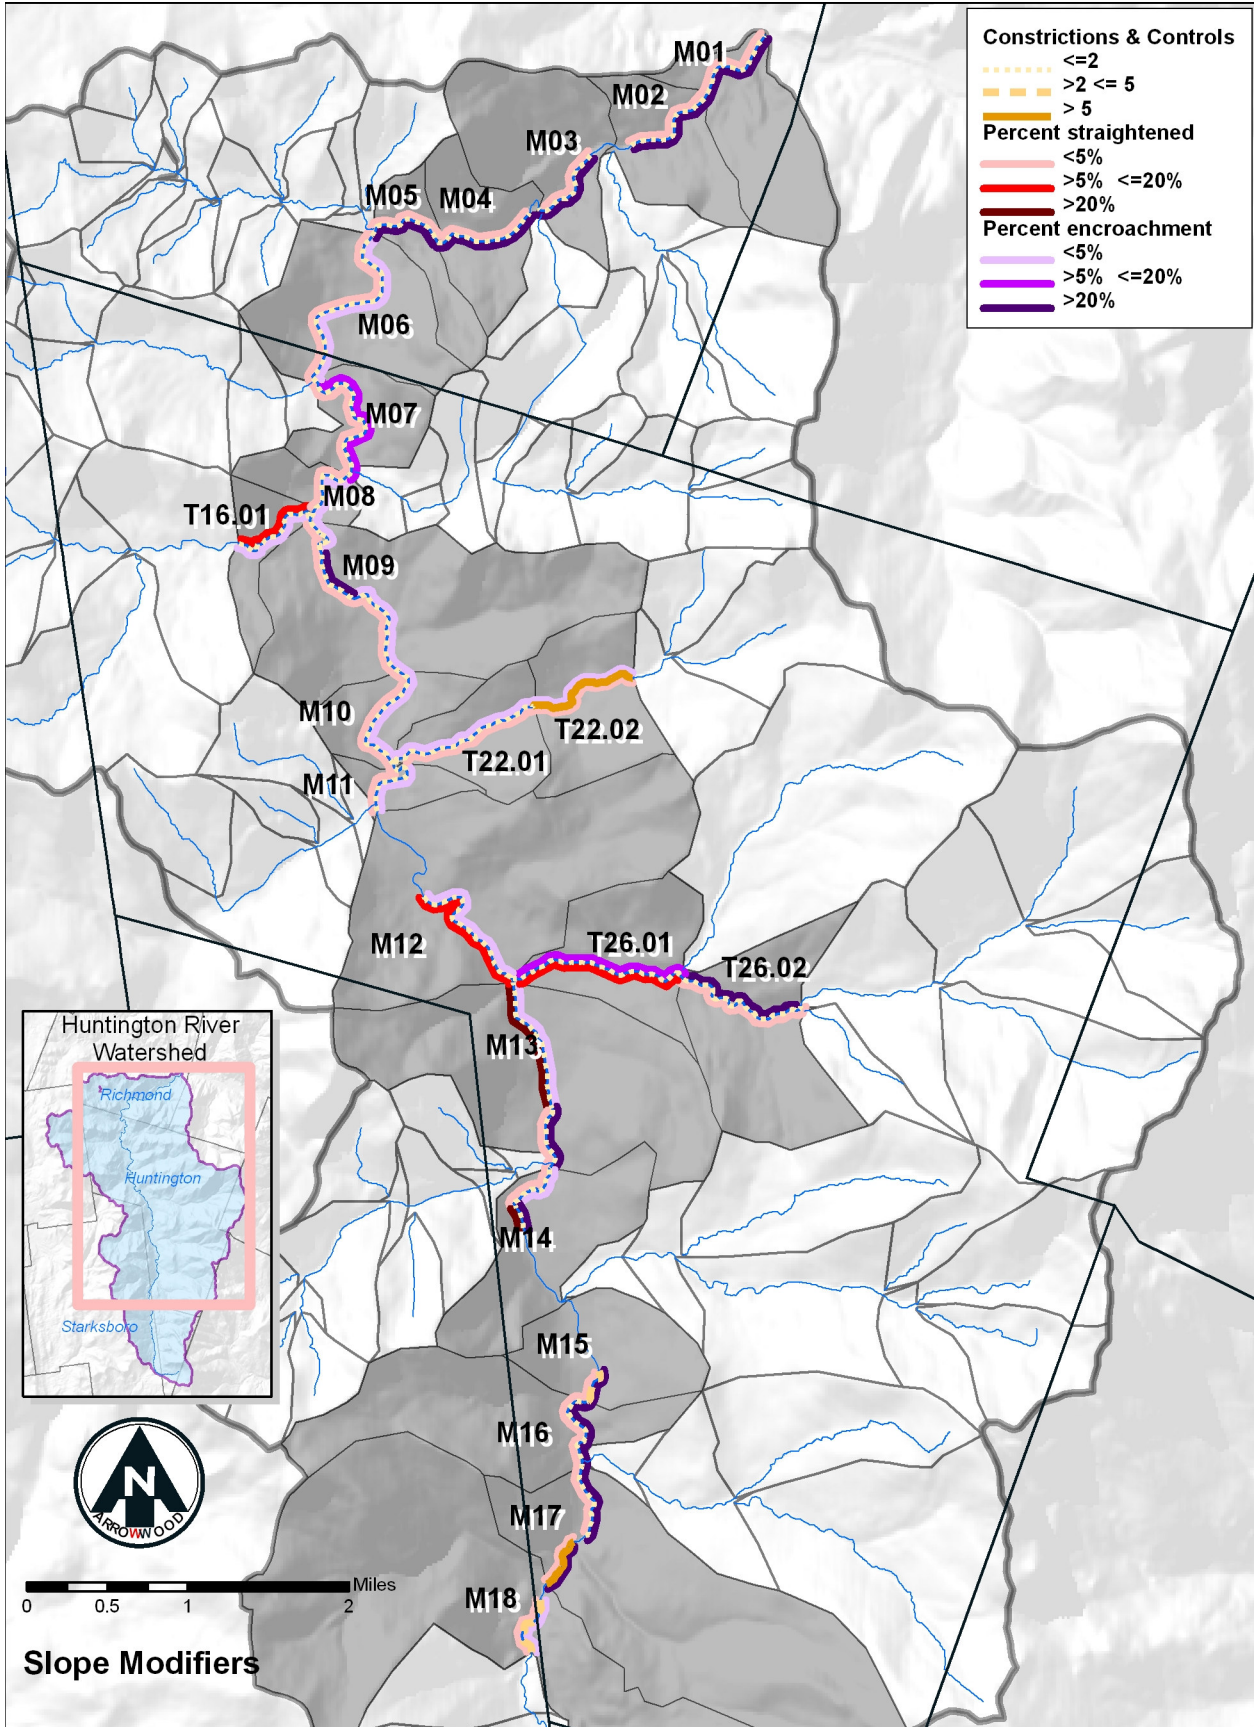 Constrictions & Controls
<=2
>2 <= 5
> 5
Percent straightened
<5%
>5% <=20%
>20%
Percent encroachment
<5%
>5% <=20%
>20%
M01
M02
M03
M05
M04
M06
M07
M08
T16.01
M09
M10
T22.02
T22.01
M11
M12
T26.01
T26.02
M13
M14
M15
M16
M17
M18
Huntington River
Watershed
Richmond
Huntington
Starksboro
N
ARROWWOOD
Miles
0 0.5 1 2
Slope Modifiers